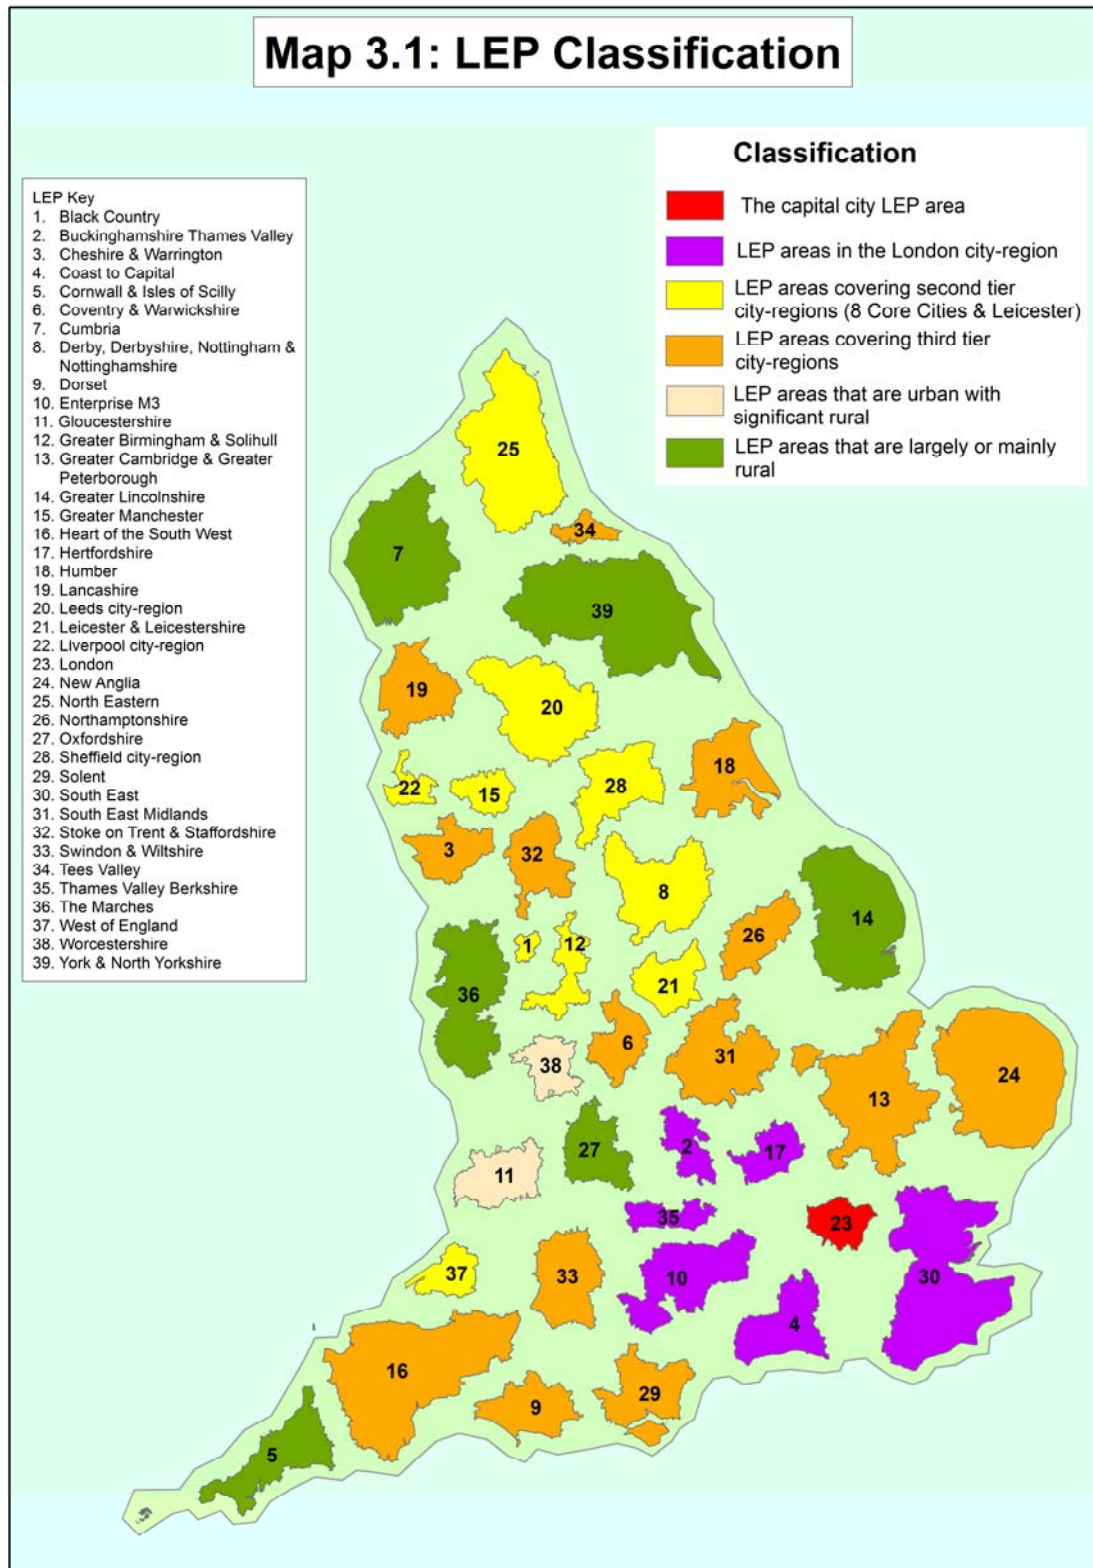 Map 3.1: LEP Classification
Classification
The capital city LEP area
LEP areas in the London city-region
LEP areas covering second tier
city-regions (8 Core Cities & Leicester)
LEP areas covering third tier
city-regions
LEP areas that are urban with
significant rural
LEP areas that are largely or mainly
rural
LEP Key
1. Black Country
2. Buckinghamshire Thames Valley
3. Cheshire & Warrington
4. Coast to Capital
5. Cornwall & Isles of Scilly
6. Coventry & Warwickshire
7. Cumbria
8. Derby, Derbyshire, Nottingham &
Nottinghamshire
9. Dorset
10. Enterprise M3
11. Gloucestershire
12. Greater Birmingham & Solihull
13. Greater Cambridge & Greater
Peterborough
14. Greater Lincolnshire
15. Greater Manchester
16. Heart of the South West
17. Hertfordshire
18. Humber
19. Lancashire
20. Leeds city-region
21. Leicester & Leicestershire
22. Liverpool city-region
23. London
24. New Anglia
25. North Eastern
26. Northamptonshire
27. Oxfordshire
28. Sheffield city-region
29. Solent
30. South East
31. South East Midlands
32. Stoke on Trent & Staffordshire
33. Swindon & Wiltshire
34. Tees Valley
35. Thames Valley Berkshire
36. The Marches
37. West of England
38. Worcestershire
39. York & North Yorkshire
25
34
7
39
19
20
18
28
22
15
3
32
8
14
26
1
12
21
36
6
31
38
24
13
27
2
17
11
35
23
37
33
10
30
4
16
29
9
5